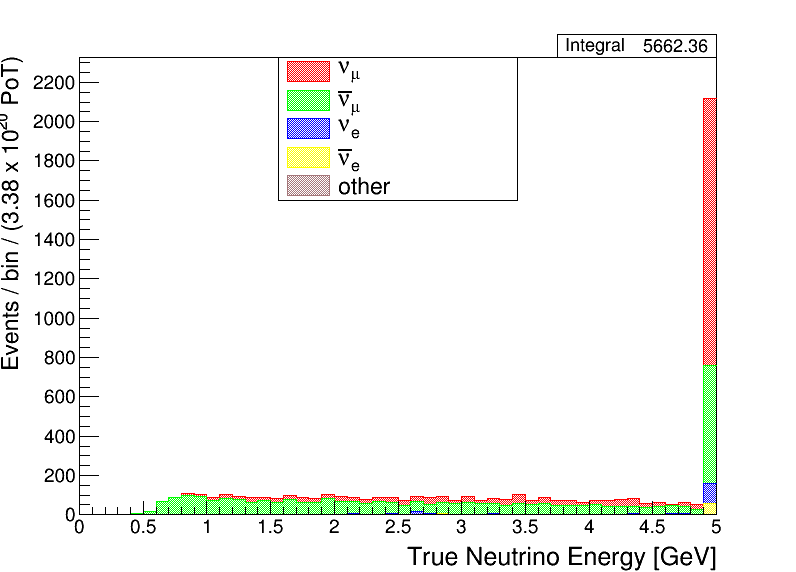 Integral 5662.36
ν_μ
ν̅_μ
ν_e
ν̅_e
other
Events / bin / (3.38 x 10^20 PoT)
2200
2000
1800
1600
1400
1200
1000
800
600
400
200
0
0 0.5 1 1.5 2 2.5 3 3.5 4 4.5 5
True Neutrino Energy [GeV]